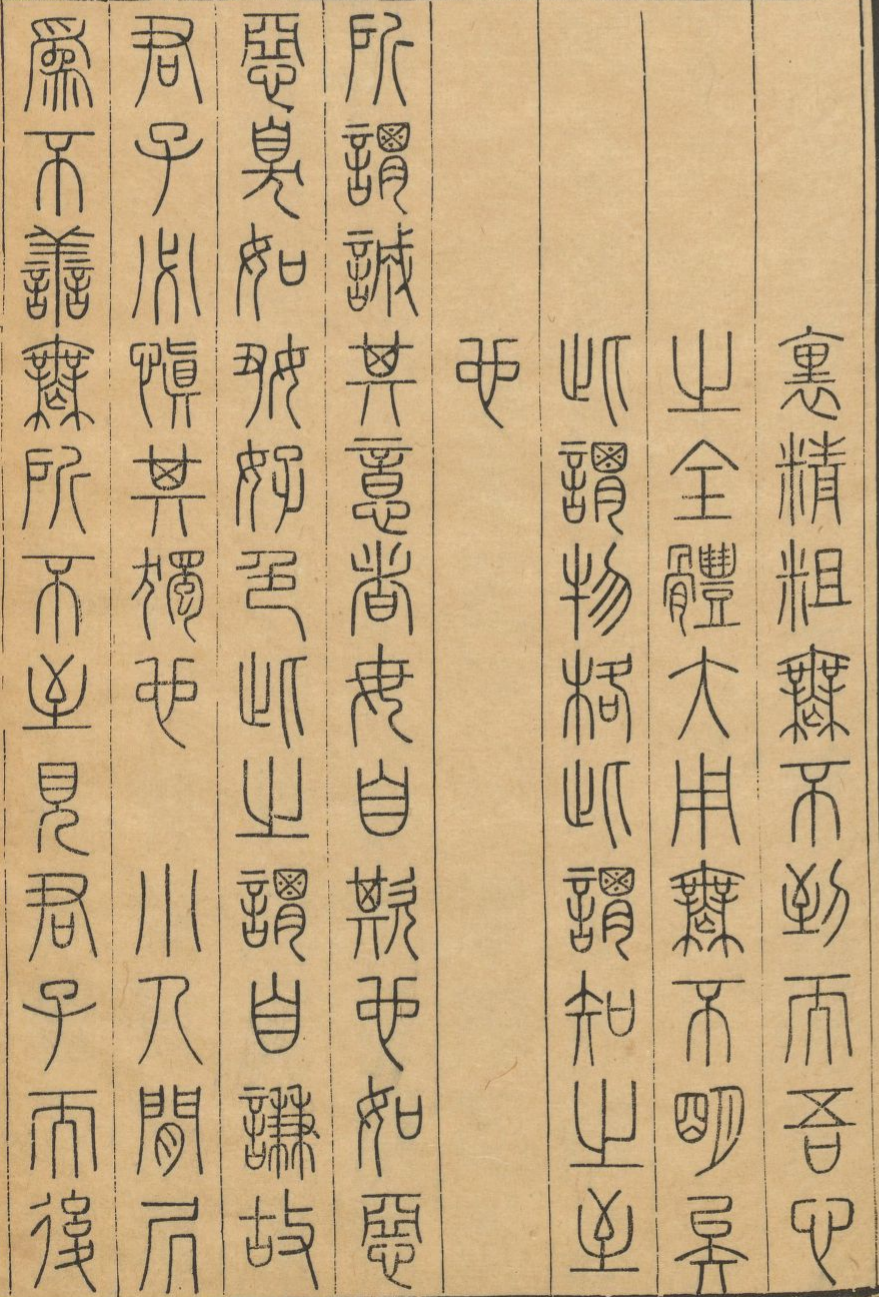 裏精粗無不到而吾心
之全體大用無不明矣
此謂物格此謂知之至
也
所謂誠其意者毋自欺也如惡
惡臭如好好色此之謂自謙故
君子必慎其獨也 小人閒居
爲不善無所不至見君子而後